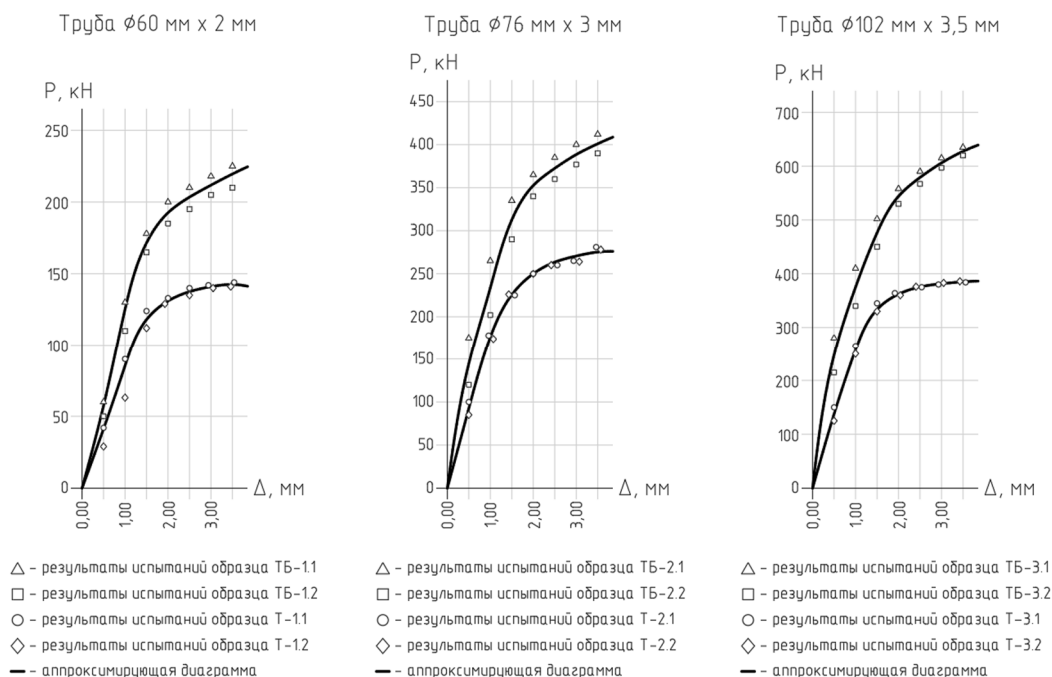 Труба ⌀60 мм х 2 мм
P, кН
250
200
150
100
50
0
0,00
1,00
2,00
3,00
Δ, мм
△ – результаты испытаний образца ТБ-1.1
□ – результаты испытаний образца ТБ-1.2
○ – результаты испытаний образца Т-1.1
◇ – результаты испытаний образца Т-1.2
– аппроксимирующая диаграмма
Труба ⌀76 мм х 3 мм
P, кН
450
400
350
300
250
200
150
100
50
0
0,00
1,00
2,00
3,00
Δ, мм
△ – результаты испытаний образца ТБ-2.1
□ – результаты испытаний образца ТБ-2.2
○ – результаты испытаний образца Т-2.1
◇ – результаты испытаний образца Т-2.2
– аппроксимирующая диаграмма
Труба ⌀102 мм х 3,5 мм
P, кН
700
600
500
400
300
200
100
0
0,00
1,00
2,00
3,00
Δ, мм
△ – результаты испытаний образца ТБ-3.1
□ – результаты испытаний образца ТБ-3.2
○ – результаты испытаний образца Т-3.1
◇ – результаты испытаний образца Т-3.2
– аппроксимирующая диаграмма